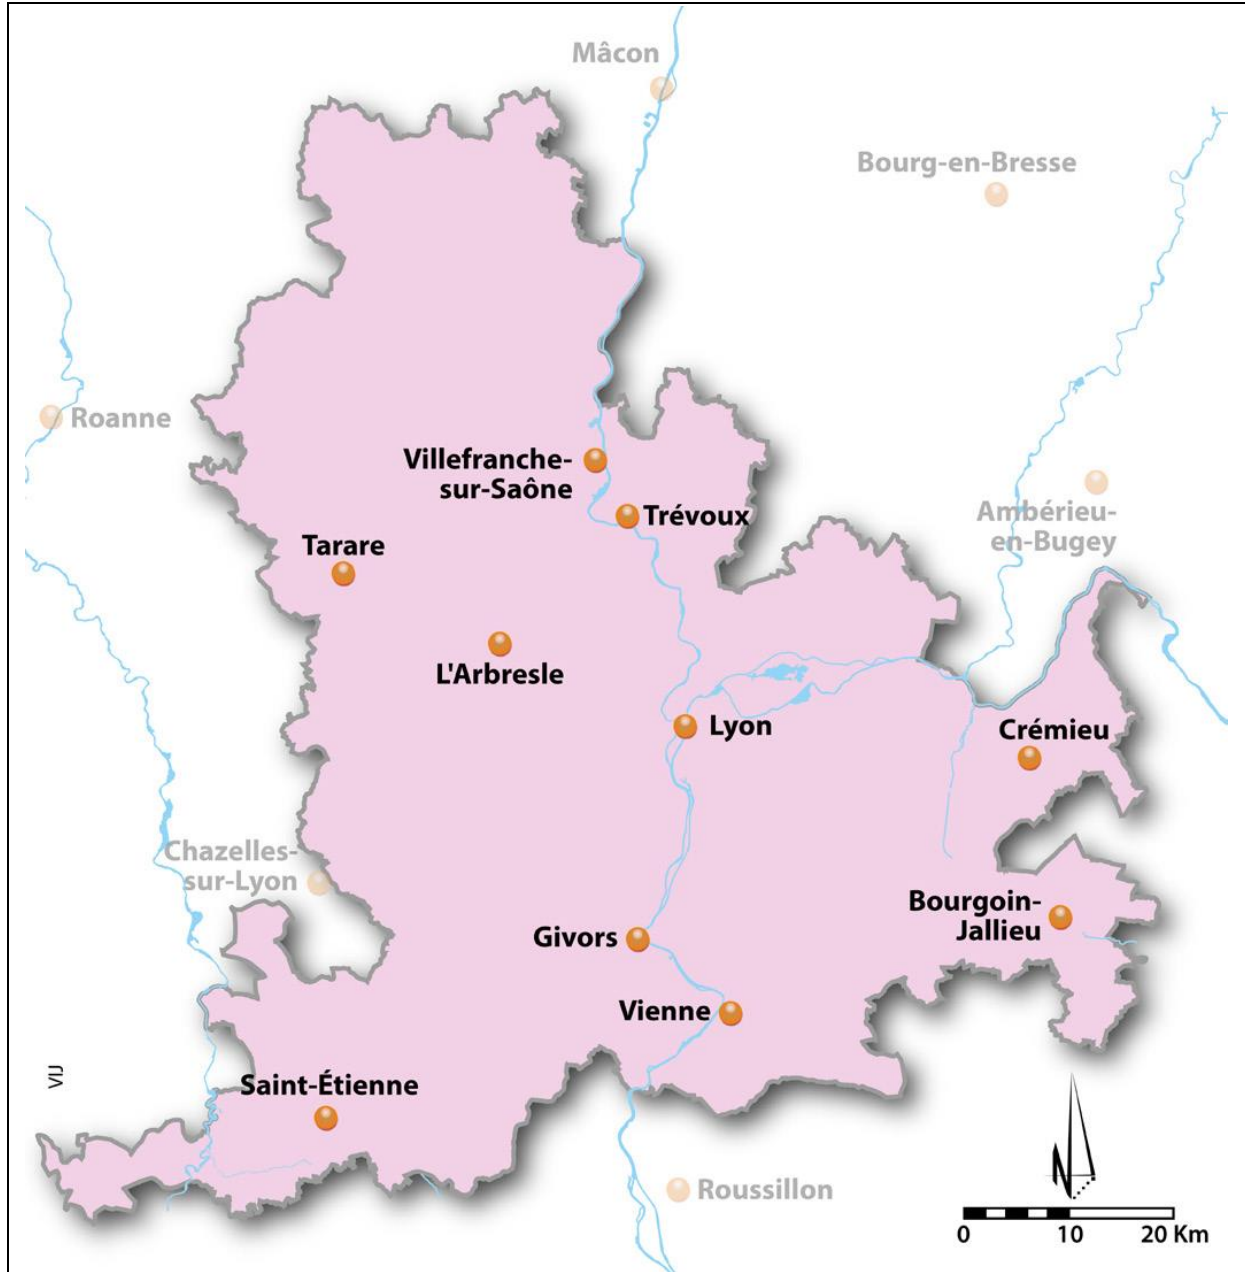 Mâcon
Bourg-en-Bresse
Roanne
Villefranche-
sur-Saône
Trévoux
Ambérieu-
en-Bugey
Tarare
L'Arbresle
Lyon
Crémieu
Chazelles-
sur-Lyon
Bourgoin-
Jallieu
Givors
Vienne
VIJ
Saint-Étienne
Roussillon
N
0 10 20 Km